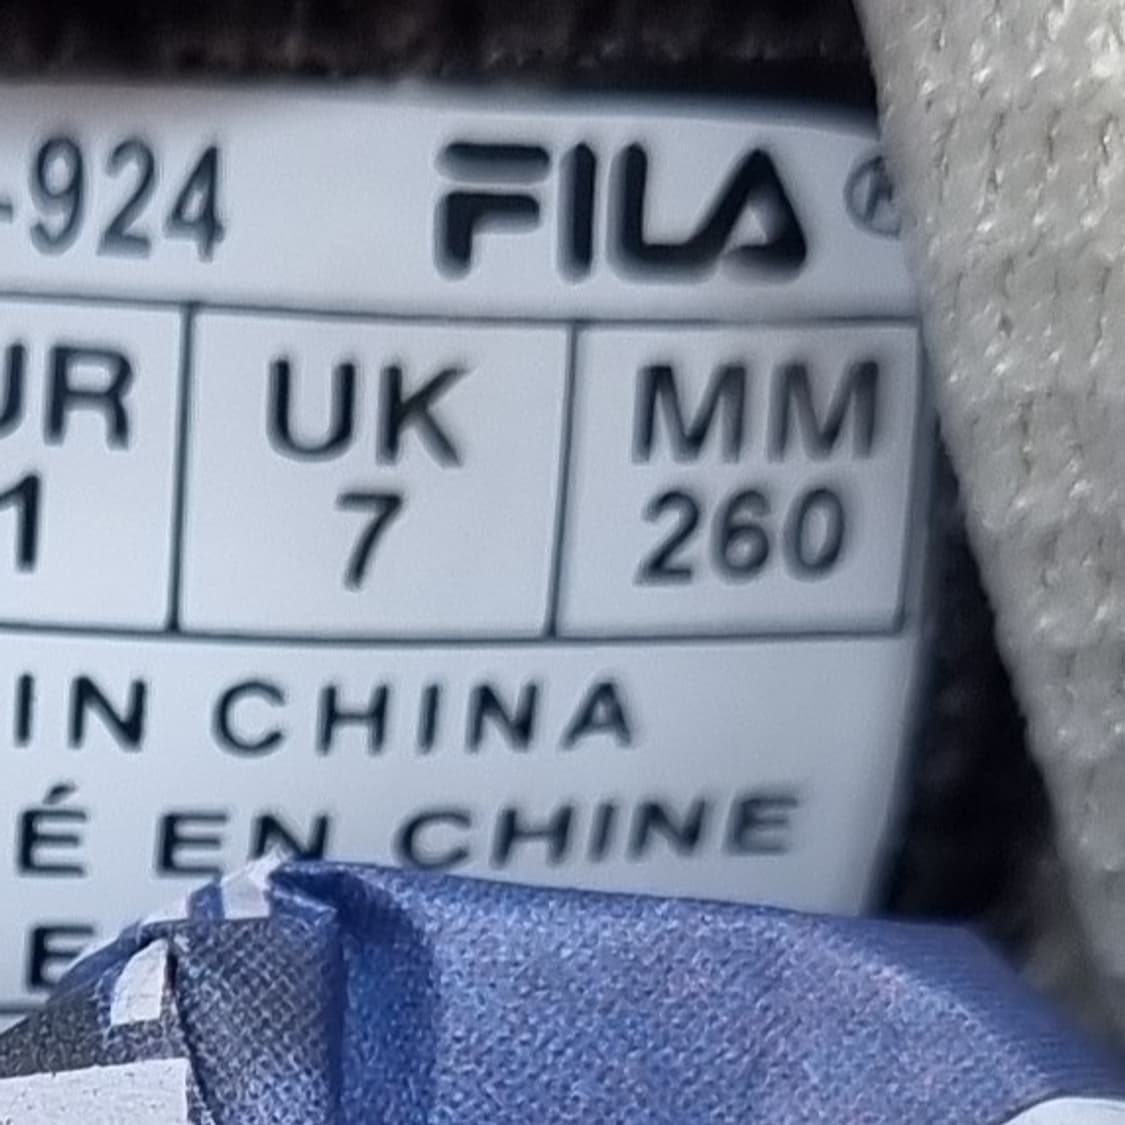 -924 FILA ®
UR UK MM
1 7 260
IN CHINA
É EN CHINE
E